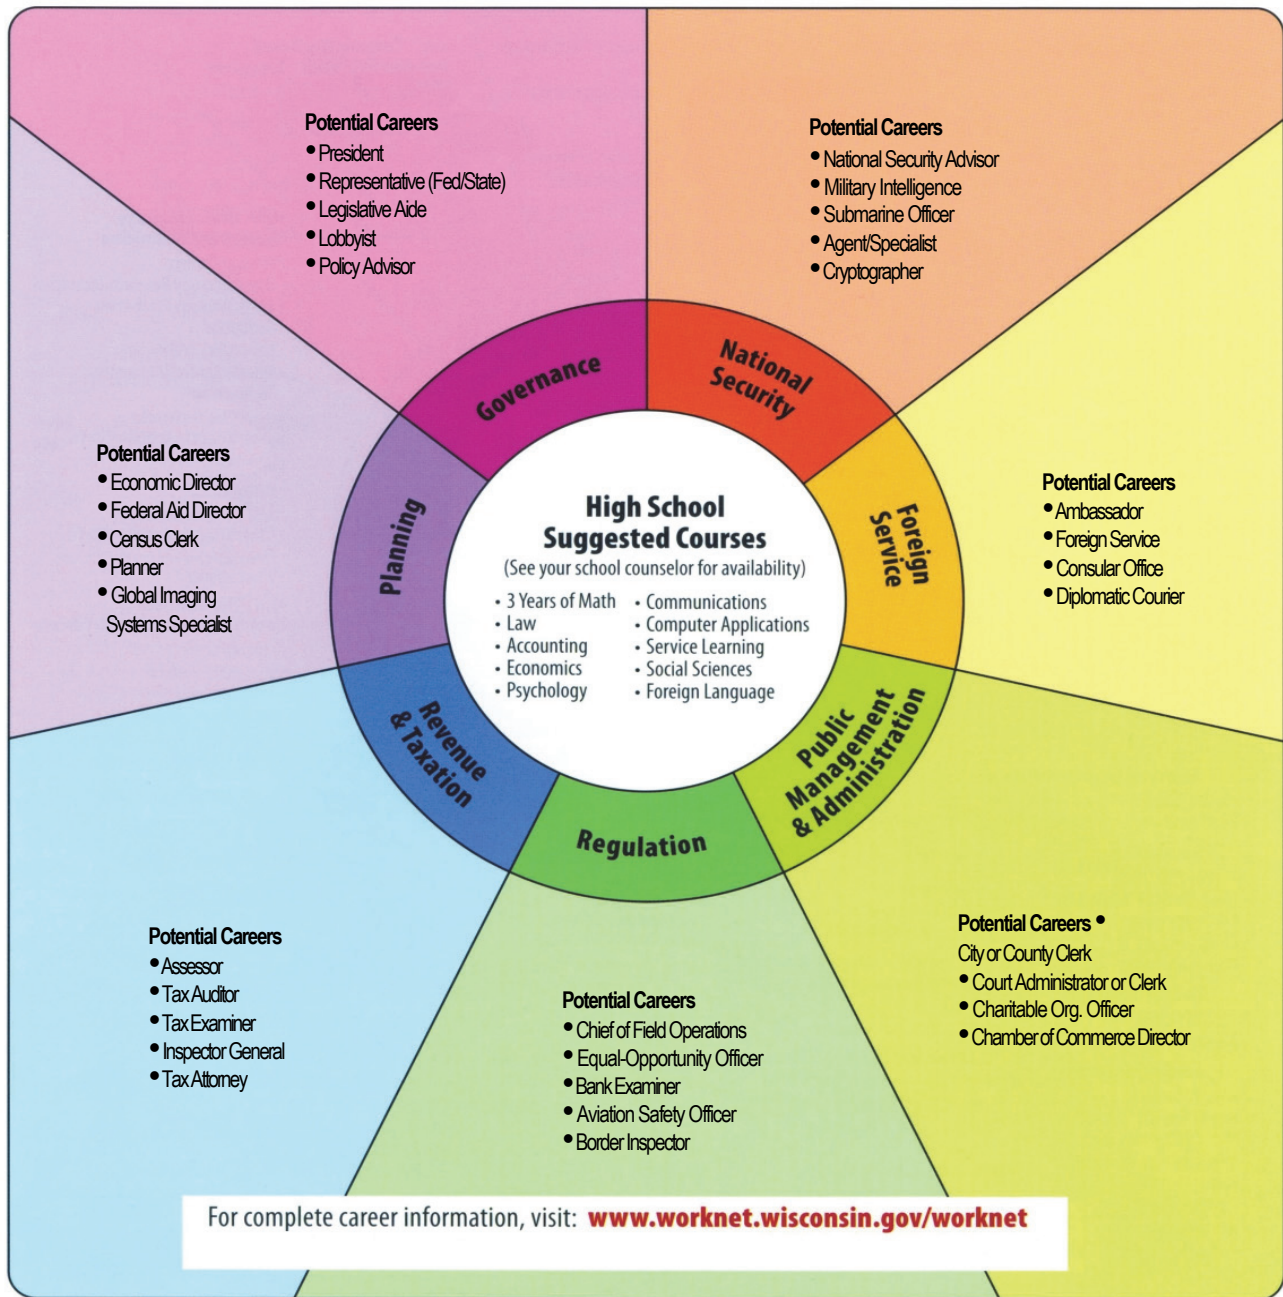 Potential Careers
• President
• Representative (Fed/State)
• Legislative Aide
• Lobbyist
• Policy Advisor
Potential Careers
• National Security Advisor
• Military Intelligence
• Submarine Officer
• Agent/Specialist
• Cryptographer
Governance
National
Security
Potential Careers
• Economic Director
• Federal Aid Director
• Census Clerk
• Planner
• Global Imaging
Systems Specialist
Planning
High School
Suggested Courses
(See your school counselor for availability)
• 3 Years of Math
• Law
• Accounting
• Economics
• Psychology
• Communications
• Computer Applications
• Service Learning
• Social Sciences
• Foreign Language
Foreign
Service
Potential Careers
• Ambassador
• Foreign Service
• Consular Office
• Diplomatic Courier
Revenue
& Taxation
Regulation
Public
Management
& Administration
Potential Careers
• Assessor
• Tax Auditor
• Tax Examiner
• Inspector General
• Tax Attorney
Potential Careers
• Chief of Field Operations
• Equal-Opportunity Officer
• Bank Examiner
• Aviation Safety Officer
• Border Inspector
Potential Careers •
City or County Clerk
• Court Administrator or Clerk
• Charitable Org. Officer
• Chamber of Commerce Director
For complete career information, visit: www.worknet.wisconsin.gov/worknet